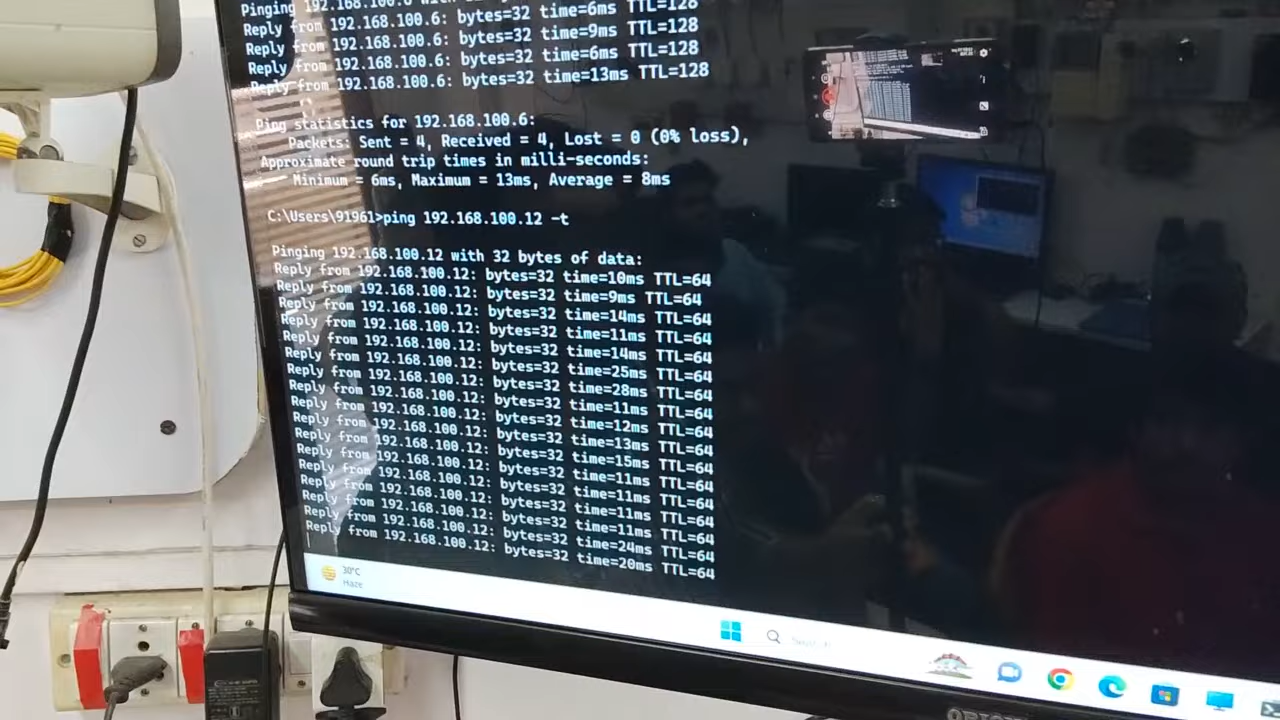 Pinging 192.168.100.6 with
Reply from 192.168.100.6: bytes=32 time=6ms TTL=128
Reply from 192.168.100.6: bytes=32 time=9ms TTL=128
Reply from 192.168.100.6: bytes=32 time=6ms TTL=128
Reply from 192.168.100.6: bytes=32 time=13ms TTL=128
Ping statistics for 192.168.100.6:
Packets: Sent = 4, Received = 4, Lost = 0 (0% loss),
Approximate round trip times in milli-seconds:
Minimum = 6ms, Maximum = 13ms, Average = 8ms
C:\Users\91961>ping 192.168.100.12 -t
Pinging 192.168.100.12 with 32 bytes of data:
Reply from 192.168.100.12: bytes=32 time=10ms TTL=64
Reply from 192.168.100.12: bytes=32 time=9ms TTL=64
Reply from 192.168.100.12: bytes=32 time=14ms TTL=64
Reply from 192.168.100.12: bytes=32 time=11ms TTL=64
Reply from 192.168.100.12: bytes=32 time=14ms TTL=64
Reply from 192.168.100.12: bytes=32 time=25ms TTL=64
Reply from 192.168.100.12: bytes=32 time=28ms TTL=64
Reply from 192.168.100.12: bytes=32 time=11ms TTL=64
Reply from 192.168.100.12: bytes=32 time=12ms TTL=64
Reply from 192.168.100.12: bytes=32 time=13ms TTL=64
Reply from 192.168.100.12: bytes=32 time=15ms TTL=64
Reply from 192.168.100.12: bytes=32 time=11ms TTL=64
Reply from 192.168.100.12: bytes=32 time=11ms TTL=64
Reply from 192.168.100.12: bytes=32 time=11ms TTL=64
Reply from 192.168.100.12: bytes=32 time=11ms TTL=64
Reply from 192.168.100.12: bytes=32 time=24ms TTL=64
Reply from 192.168.100.12: bytes=32 time=20ms TTL=64
30°C
Haze